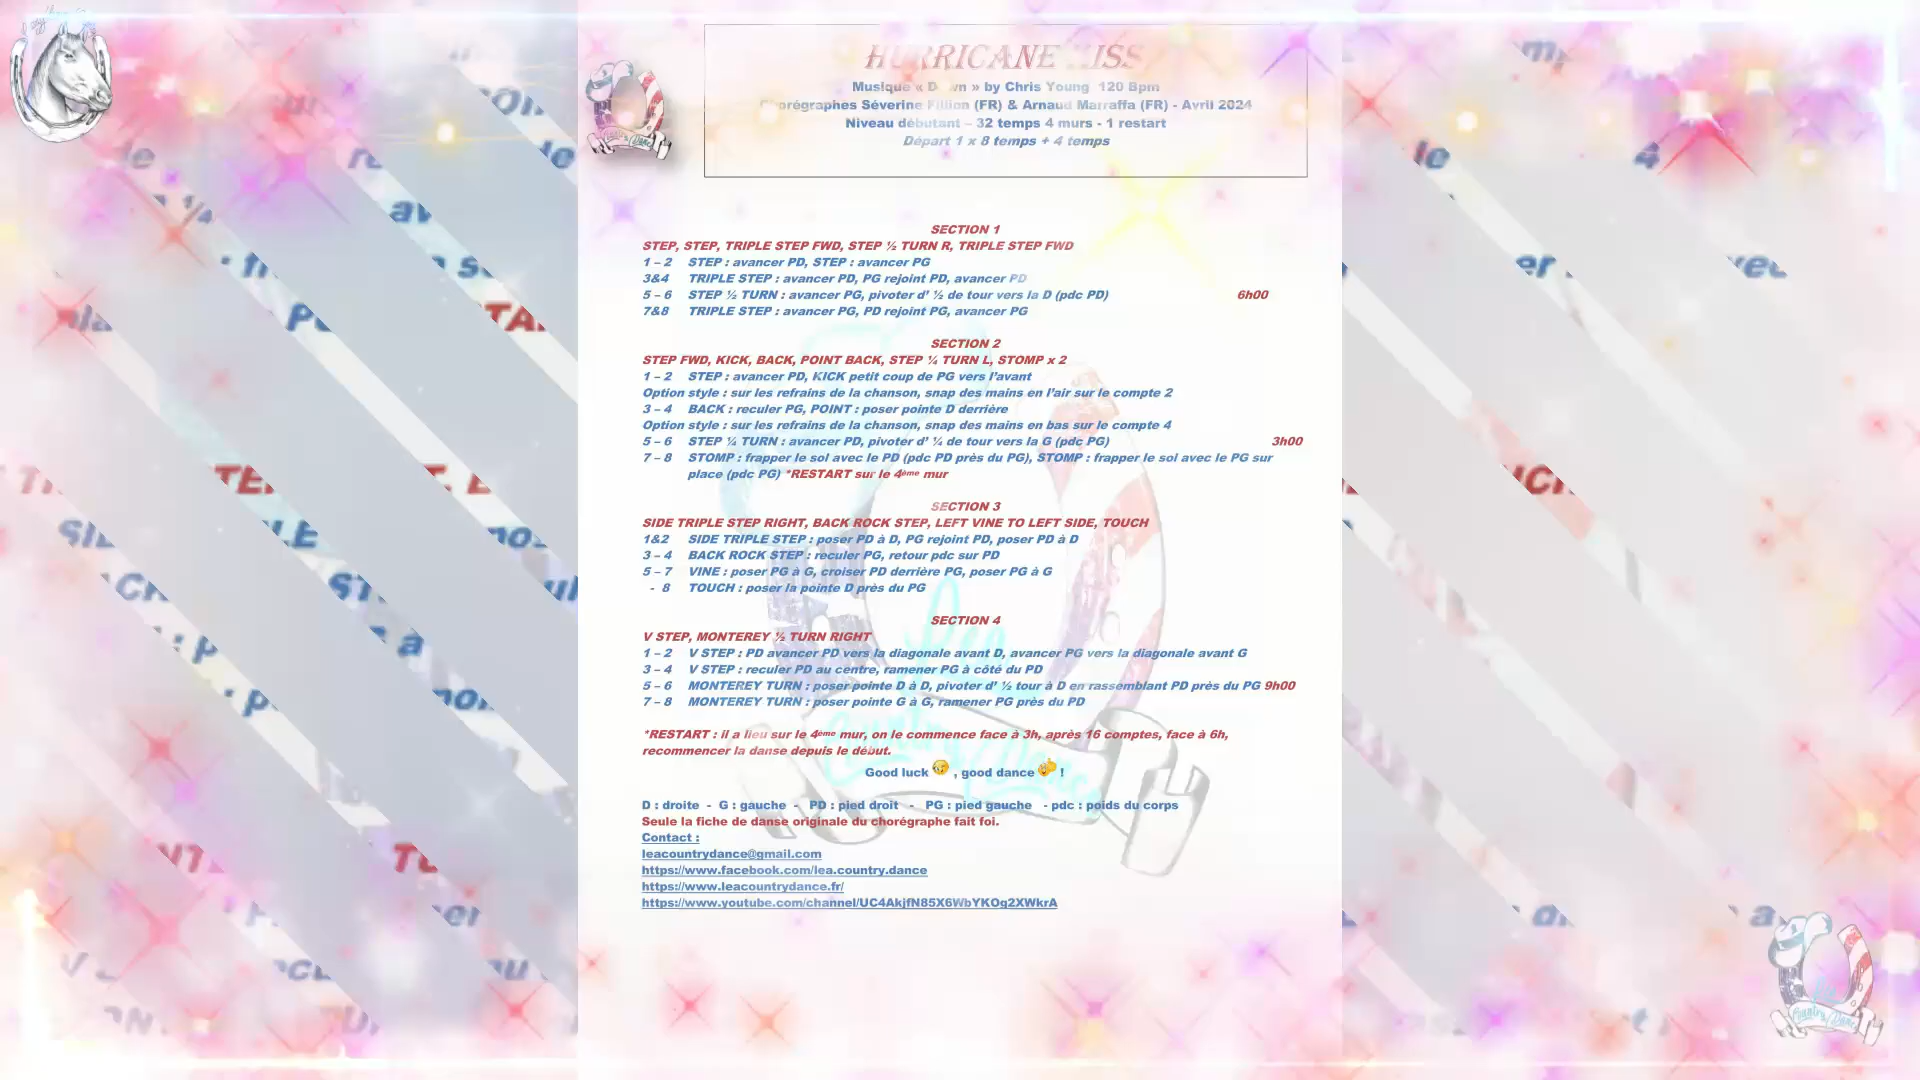 HURRICANE KISS
Musique « Down » by Chris Young 120 Bpm
Chorégraphes Séverine Fillion (FR) & Arnaud Marraffa (FR) - Avril 2024
Niveau débutant – 32 temps 4 murs - 1 restart
Départ 1 x 8 temps + 4 temps
SECTION 1
STEP, STEP, TRIPLE STEP FWD, STEP ½ TURN R, TRIPLE STEP FWD
1 – 2 STEP : avancer PD, STEP : avancer PG
3&4 TRIPLE STEP : avancer PD, PG rejoint PD, avancer PD
5 – 6 STEP ½ TURN : avancer PG, pivoter d’ ½ de tour vers la D (pdc PD) 6h00
7&8 TRIPLE STEP : avancer PG, PD rejoint PG, avancer PG
SECTION 2
STEP FWD, KICK, BACK, POINT BACK, STEP ¼ TURN L, STOMP x 2
1 – 2 STEP : avancer PD, KICK petit coup de PG vers l’avant
Option style : sur les refrains de la chanson, snap des mains en l’air sur le compte 2
3 – 4 BACK : reculer PG, POINT : poser pointe D derrière
Option style : sur les refrains de la chanson, snap des mains en bas sur le compte 4
5 – 6 STEP ¼ TURN : avancer PD, pivoter d’ ¼ de tour vers la G (pdc PG) 3h00
7 – 8 STOMP : frapper le sol avec le PD (pdc PD près du PG), STOMP : frapper le sol avec le PG sur
place (pdc PG) *RESTART sur le 4ème mur
SECTION 3
SIDE TRIPLE STEP RIGHT, BACK ROCK STEP, LEFT VINE TO LEFT SIDE, TOUCH
1&2 SIDE TRIPLE STEP : poser PD à D, PG rejoint PD, poser PD à D
3 – 4 BACK ROCK STEP : reculer PG, retour pdc sur PD
5 – 7 VINE : poser PG à G, croiser PD derrière PG, poser PG à G
- 8 TOUCH : poser la pointe D près du PG
SECTION 4
V STEP, MONTEREY ½ TURN RIGHT
1 – 2 V STEP : PD avancer PD vers la diagonale avant D, avancer PG vers la diagonale avant G
3 – 4 V STEP : reculer PD au centre, ramener PG à côté du PD
5 – 6 MONTEREY TURN : poser pointe D à D, pivoter d’ ½ tour à D en rassemblant PD près du PG 9h00
7 – 8 MONTEREY TURN : poser pointe G à G, ramener PG près du PD
*RESTART : il a lieu sur le 4ème mur, on le commence face à 3h, après 16 comptes, face à 6h,
recommencer la danse depuis le début.
Good luck , good dance !
D : droite - G : gauche - PD : pied droit - PG : pied gauche - pdc : poids du corps
Seule la fiche de danse originale du chorégraphe fait foi.
Contact :
leacountrydance@gmail.com
https://www.facebook.com/lea.country.dance
https://www.leacountrydance.fr/
https://www.youtube.com/channel/UC4AkjfN85X6WbYKOg2XWkrA
Lea
Country Dance